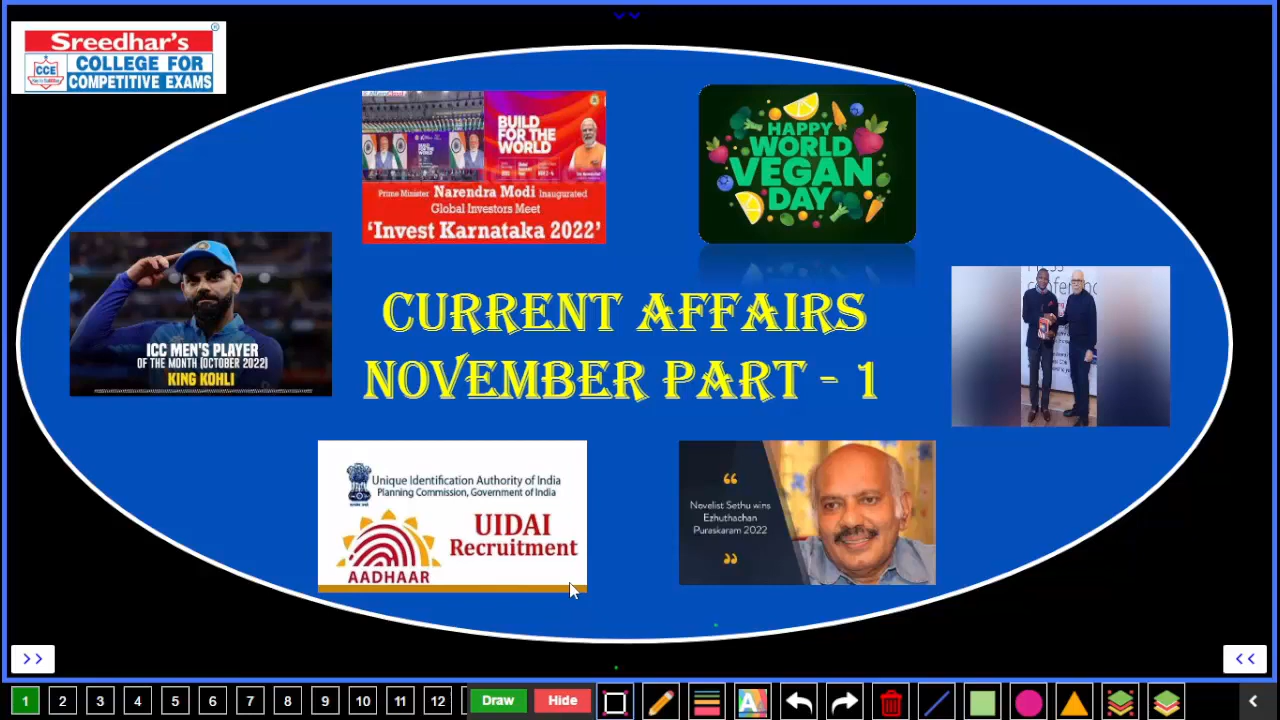 Sreedhar's
CCE
COLLEGE FOR
COMPETITIVE EXAMS
BUILD
FOR THE
WORLD
Prime Minister Narendra Modi Inaugurated
Global Investors Meet
'Invest Karnataka 2022'
HAPPY
WORLD
VEGAN
DAY
ICC MEN'S PLAYER
OF THE MONTH (OCTOBER 2022)
KING KOHLI
CURRENT AFFAIRS
NOVEMBER PART - 1
Unique Identification Authority of India
Planning Commission, Government of India
UIDAI
Recruitment
AADHAAR
Novelist Sethu wins
Ezhuthachan
Puraskaram 2022
>>
<<
1 2 3 4 5 6 7 8 9 10 11 12 Draw Hide A